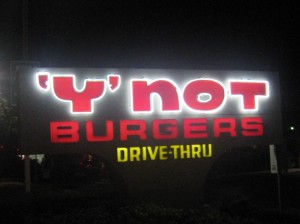 'Y' not
BURGERS
DRIVE-THRU